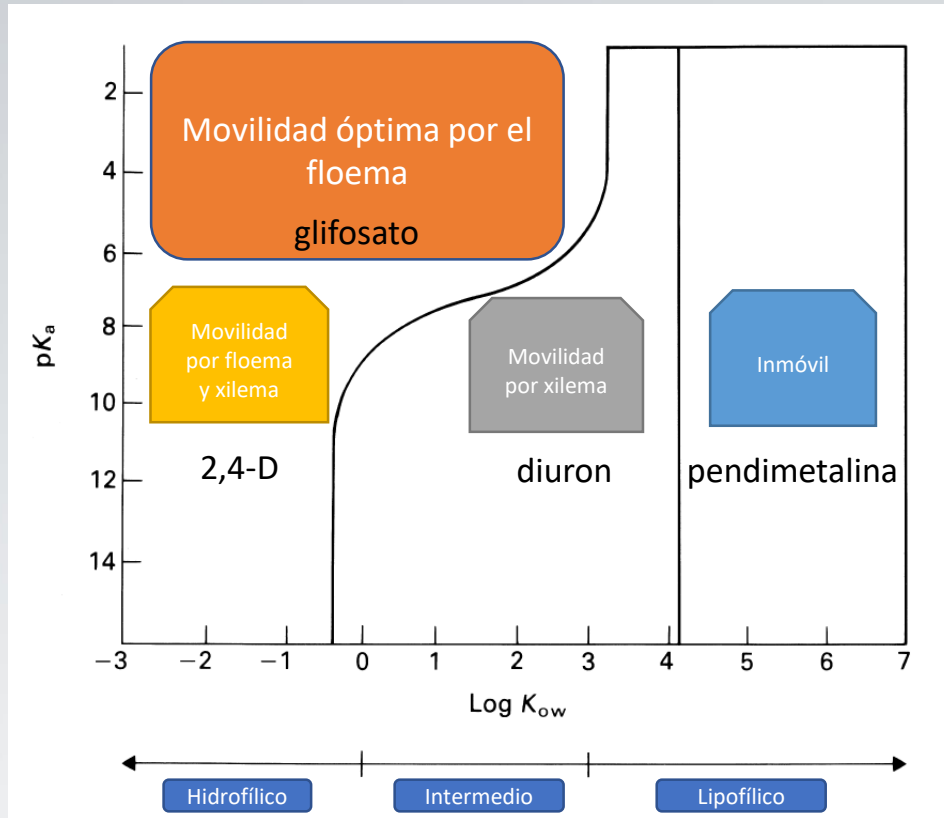 Movilidad óptima por el
floema
glifosato
Movilidad
por floema
y xilema
2,4-D
Movilidad
por xilema
diuron
Inmóvil
pendimetalina
pKa
2
4
6
8
10
12
14
−3 −2 −1 0 1 2 3 4 5 6 7
Log Kow
Hidrofílico Intermedio Lipofílico